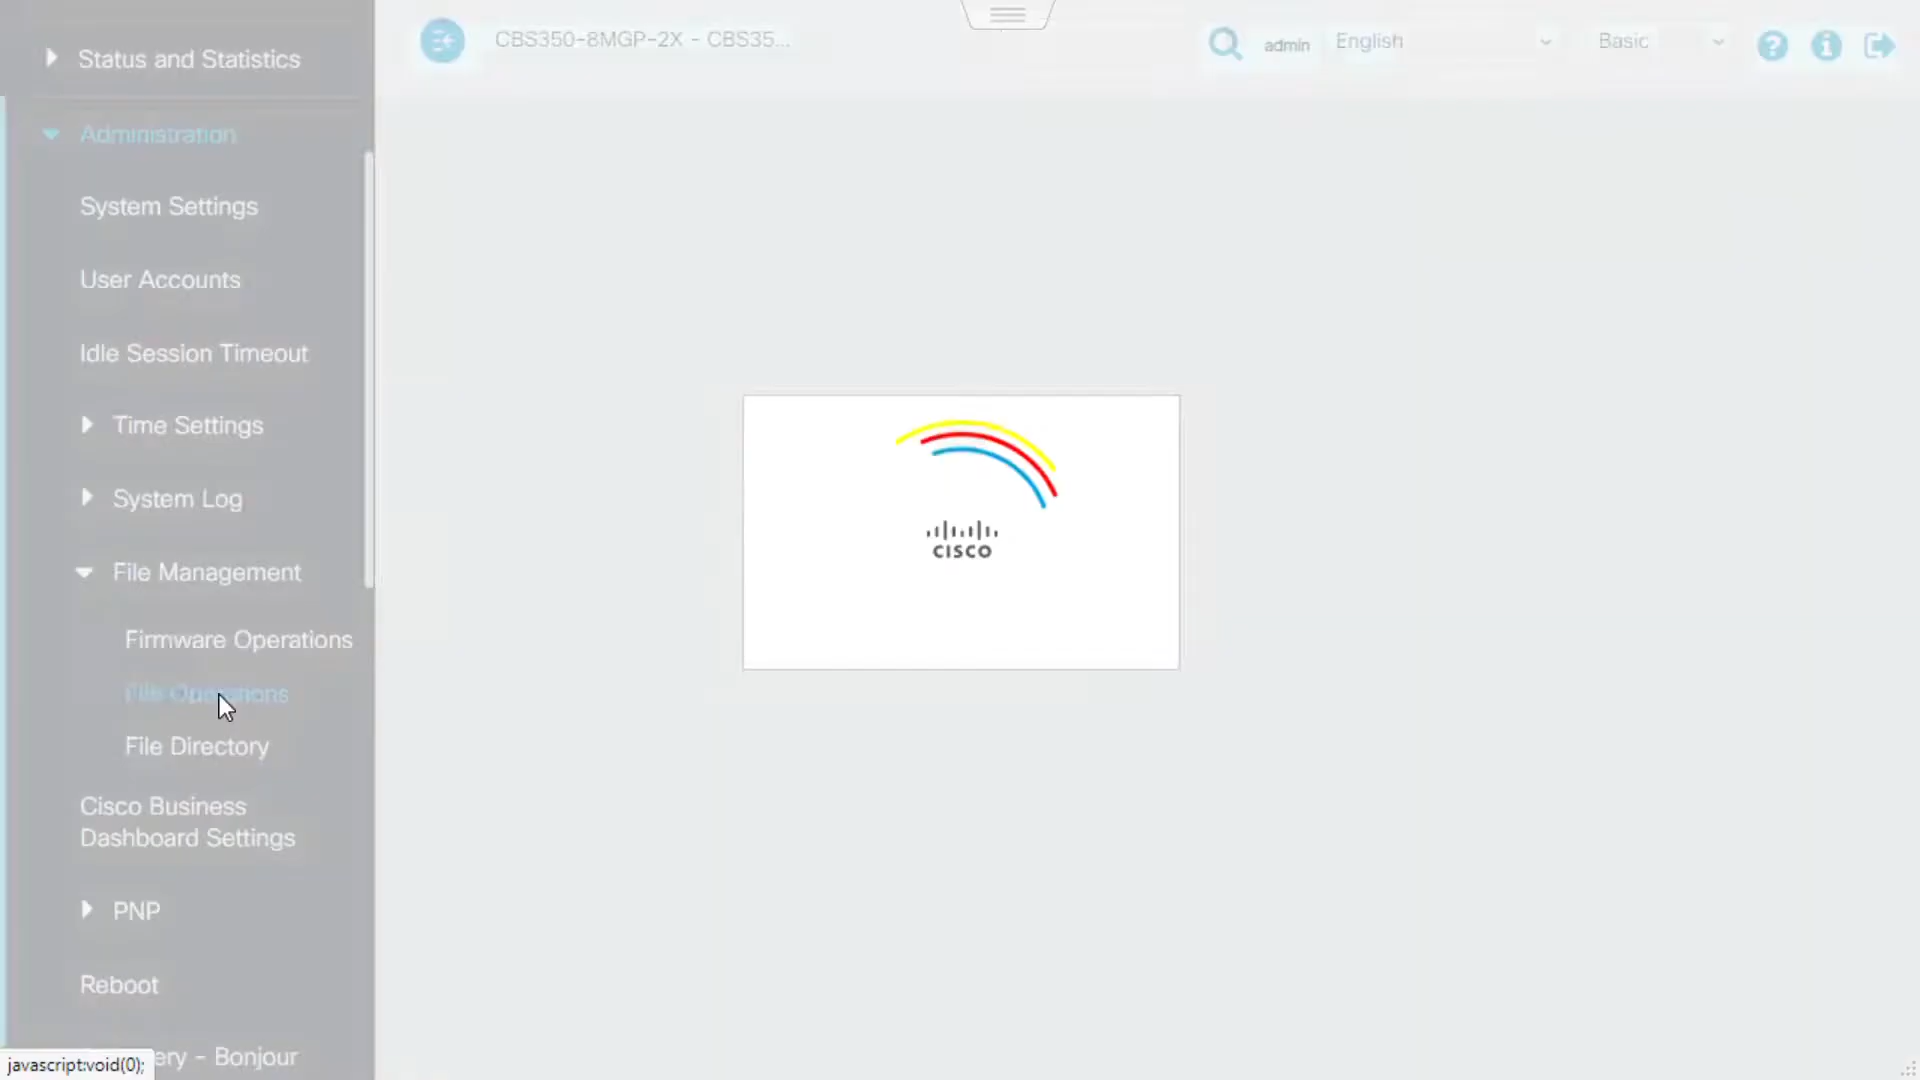 Status and Statistics
CBS350-8MGP-2X - CBS35...
admin
English
Basic
Administration
System Settings
User Accounts
Idle Session Timeout
Time Settings
System Log
CISCO
File Management
Firmware Operations
File Operations
File Directory
Cisco Business
Dashboard Settings
PNP
Reboot
ery - Bonjour
javascript:void(0);